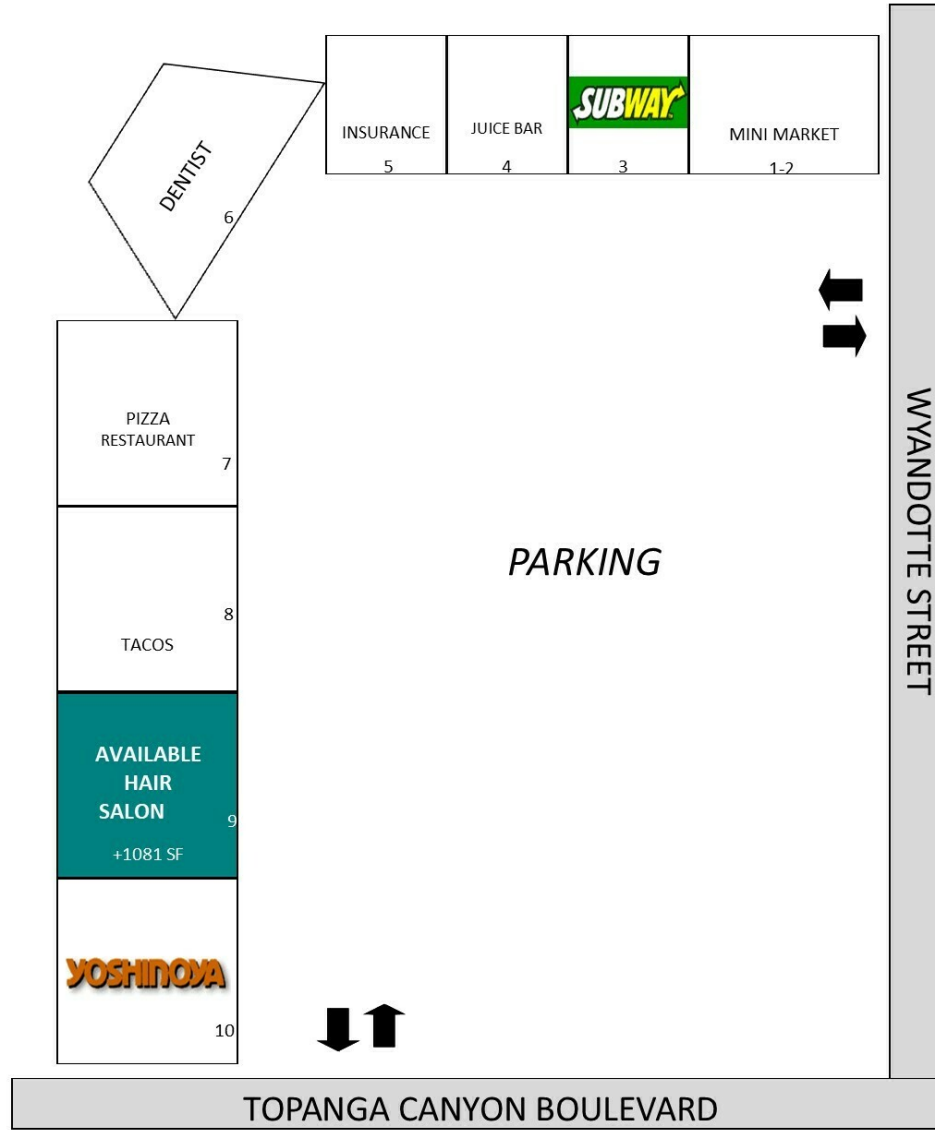 INSURANCE
5
JUICE BAR
4
SUBWAY
3
MINI MARKET
1-2
DENTIST
6
PIZZA
RESTAURANT
7
PARKING
WYANDOTTE STREET
8
TACOS
AVAILABLE
HAIR
SALON
9
+1081 SF
YOSHINOYA
10
TOPANGA CANYON BOULEVARD